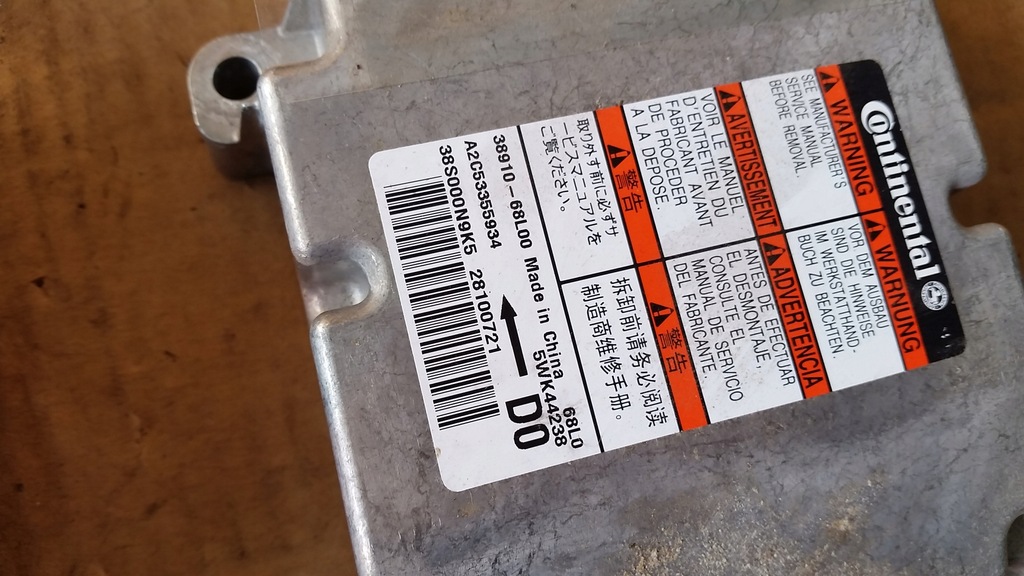 Continental
WARNING
SEE MANUFACTURER'S
SERVICE MANUAL
BEFORE REMOVAL.
WARNUNG
VOR DEM AUSBAU
SIND DIE HINWEISE
IM WERKSTATTHAND-
BUCH ZU BEACHTEN.
AVERTISSEMENT
VOIR LE MANUEL
D'ENTRETIEN DU
FABRICANT AVANT
DE PROCEDER
A LA DEPOSE.
ADVERTENCIA
ANTES DE EFECTUAR
EL DESMONTAJE,
CONSULTE EL
MANUAL DE SERVICIO
DEL FABRICANTE.
警告
取り外す前に必ずサ
ービスマニュアルを
ご覧ください。
警告
拆卸前请务必阅读
制造商维修手册。
38910-68L00 Made in China 68L0
A2C53355934 5WK44238
38S000N9K5 28100721 D0